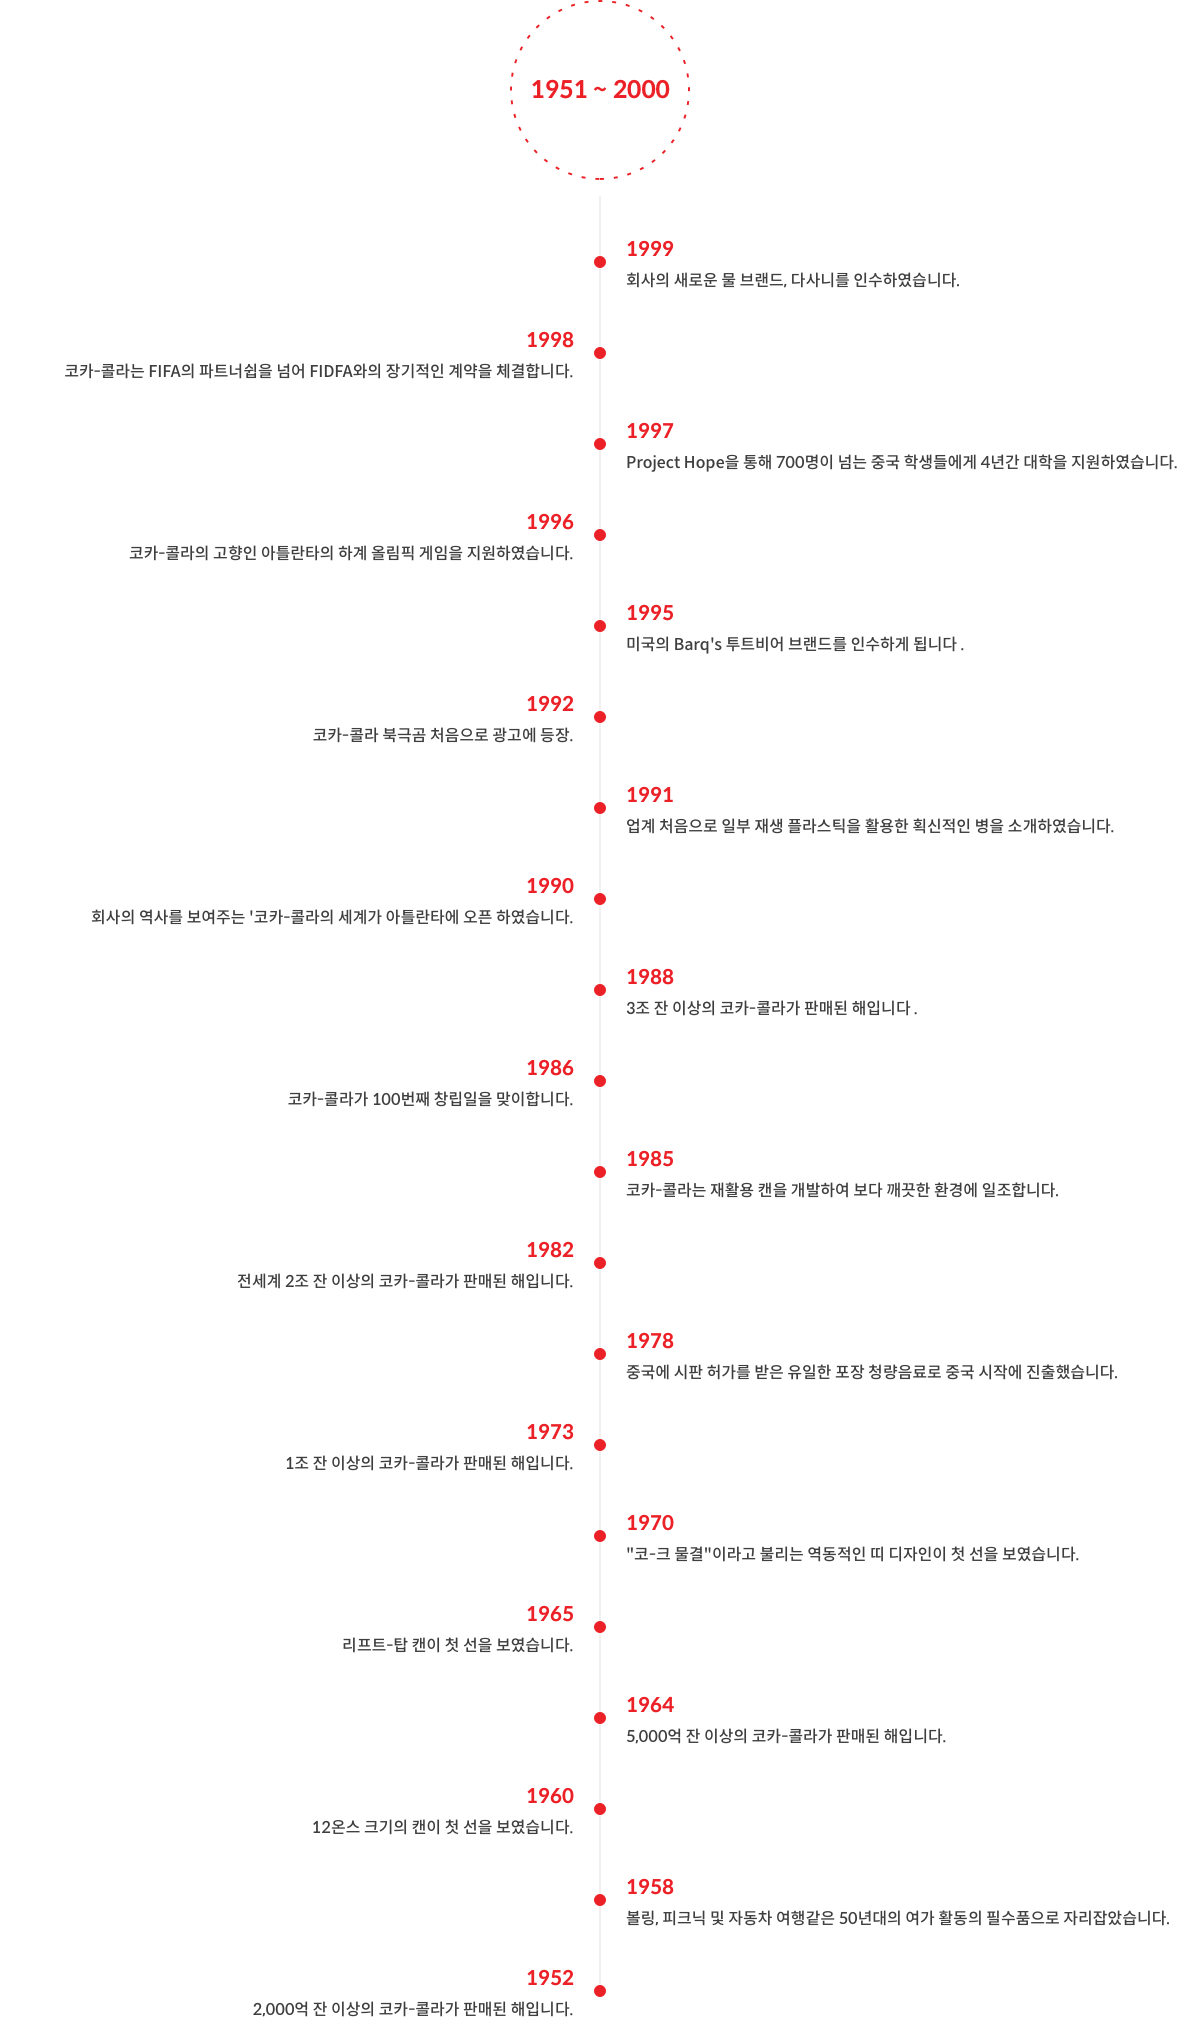 1951 ~ 2000
1999
회사의 새로운 물 브랜드, 다사니를 인수하였습니다.
1998
코카-콜라는 FIFA의 파트너쉽을 넘어 FIDFA와의 장기적인 계약을 체결합니다.
1997
Project Hope을 통해 700명이 넘는 중국 학생들에게 4년간 대학을 지원하였습니다.
1996
코카-콜라의 고향인 아틀란타의 하계 올림픽 게임을 지원하였습니다.
1995
미국의 Barq's 투트비어 브랜드를 인수하게 됩니다 .
1992
코카-콜라 북극곰 처음으로 광고에 등장.
1991
업계 처음으로 일부 재생 플라스틱을 활용한 획신적인 병을 소개하였습니다.
1990
회사의 역사를 보여주는 '코카-콜라의 세계가 아틀란타에 오픈 하였습니다.
1988
3조 잔 이상의 코카-콜라가 판매된 해입니다 .
1986
코카-콜라가 100번째 창립일을 맞이합니다.
1985
코카-콜라는 재활용 캔을 개발하여 보다 깨끗한 환경에 일조합니다.
1982
전세계 2조 잔 이상의 코카-콜라가 판매된 해입니다.
1978
중국에 시판 허가를 받은 유일한 포장 청량음료로 중국 시작에 진출했습니다.
1973
1조 잔 이상의 코카-콜라가 판매된 해입니다.
1970
"코-크 물결"이라고 불리는 역동적인 띠 디자인이 첫 선을 보였습니다.
1965
리프트-탑 캔이 첫 선을 보였습니다.
1964
5,000억 잔 이상의 코카-콜라가 판매된 해입니다.
1960
12온스 크기의 캔이 첫 선을 보였습니다.
1958
볼링, 피크닉 및 자동차 여행같은 50년대의 여가 활동의 필수품으로 자리잡았습니다.
1952
2,000억 잔 이상의 코카-콜라가 판매된 해입니다.